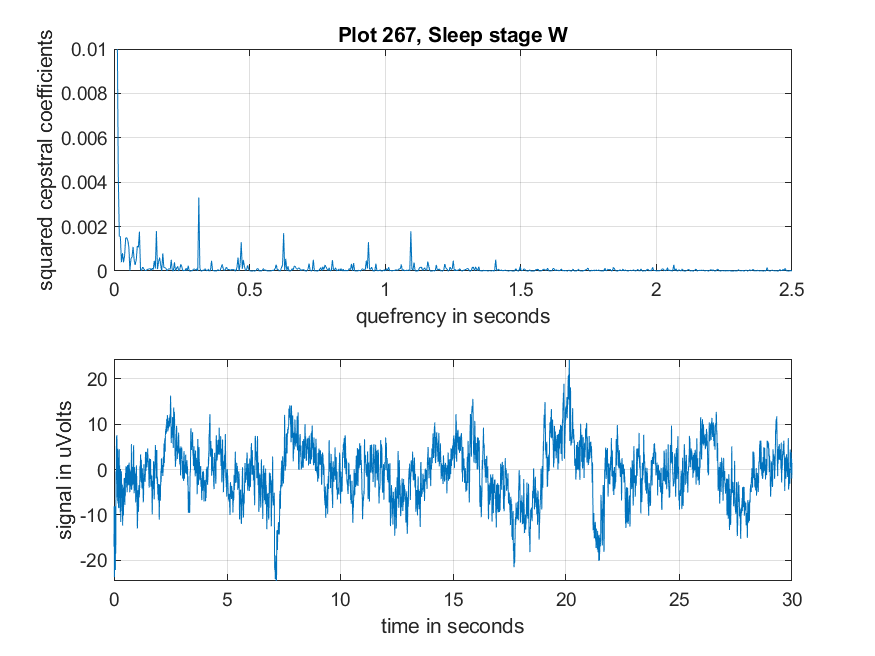 Plot 267, Sleep stage W
squared cepstral coefficients
0.01
0.008
0.006
0.004
0.002
0
0 0.5 1 1.5 2 2.5
quefrency in seconds
signal in uVolts
20
10
0
-10
-20
0 5 10 15 20 25 30
time in seconds